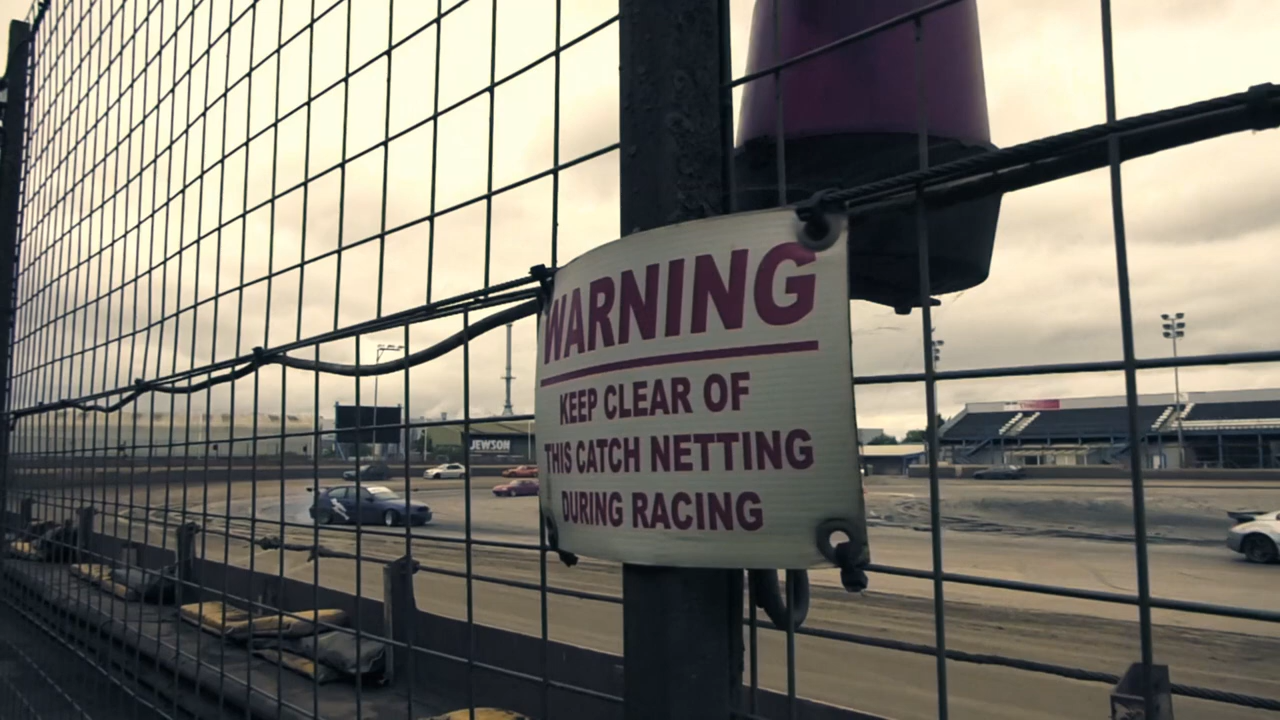 WARNING
KEEP CLEAR OF
THIS CATCH NETTING
DURING RACING
JEWSON